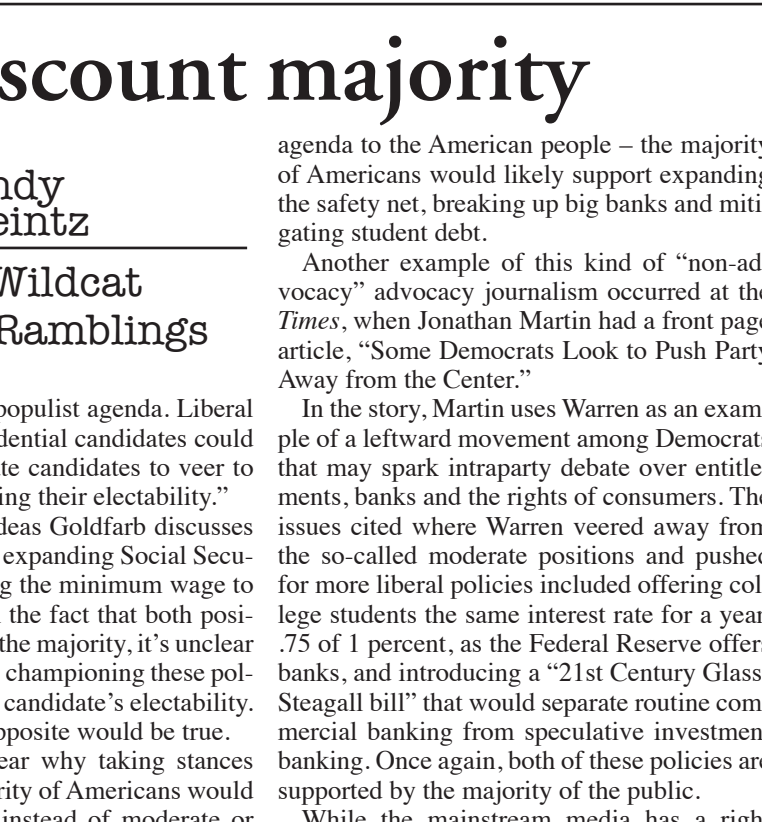 scount majority
ndy
eintz
Wildcat
Ramblings
populist agenda. Liberal
dential candidates could
te candidates to veer to
ing their electability.”
deas Goldfarb discusses
expanding Social Secu-
g the minimum wage to
the fact that both posi-
the majority, it’s unclear
championing these pol-
candidate’s electability.
pposite would be true.
ear why taking stances
rity of Americans would
instead of moderate or
agenda to the American people – the majority
of Americans would likely support expanding
the safety net, breaking up big banks and miti
gating student debt.
Another example of this kind of “non-ad
vocacy” advocacy journalism occurred at the
Times, when Jonathan Martin had a front page
article, “Some Democrats Look to Push Party
Away from the Center.”
In the story, Martin uses Warren as an exam
ple of a leftward movement among Democrats
that may spark intraparty debate over entitle
ments, banks and the rights of consumers. The
issues cited where Warren veered away from
the so-called moderate positions and pushed
for more liberal policies included offering col
lege students the same interest rate for a year
.75 of 1 percent, as the Federal Reserve offers
banks, and introducing a “21st Century Glass
Steagall bill” that would separate routine com
mercial banking from speculative investmen
banking. Once again, both of these policies are
supported by the majority of the public.
While the mainstream media has a righ